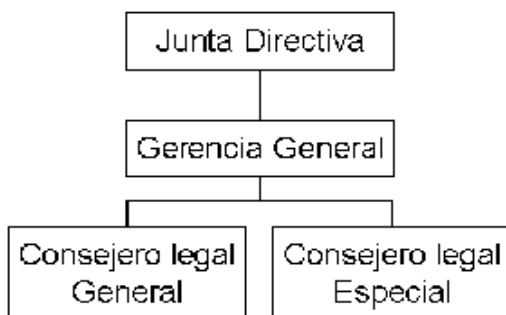 Junta Directiva
Gerencia General
Consejero legal
General
Consejero legal
Especial